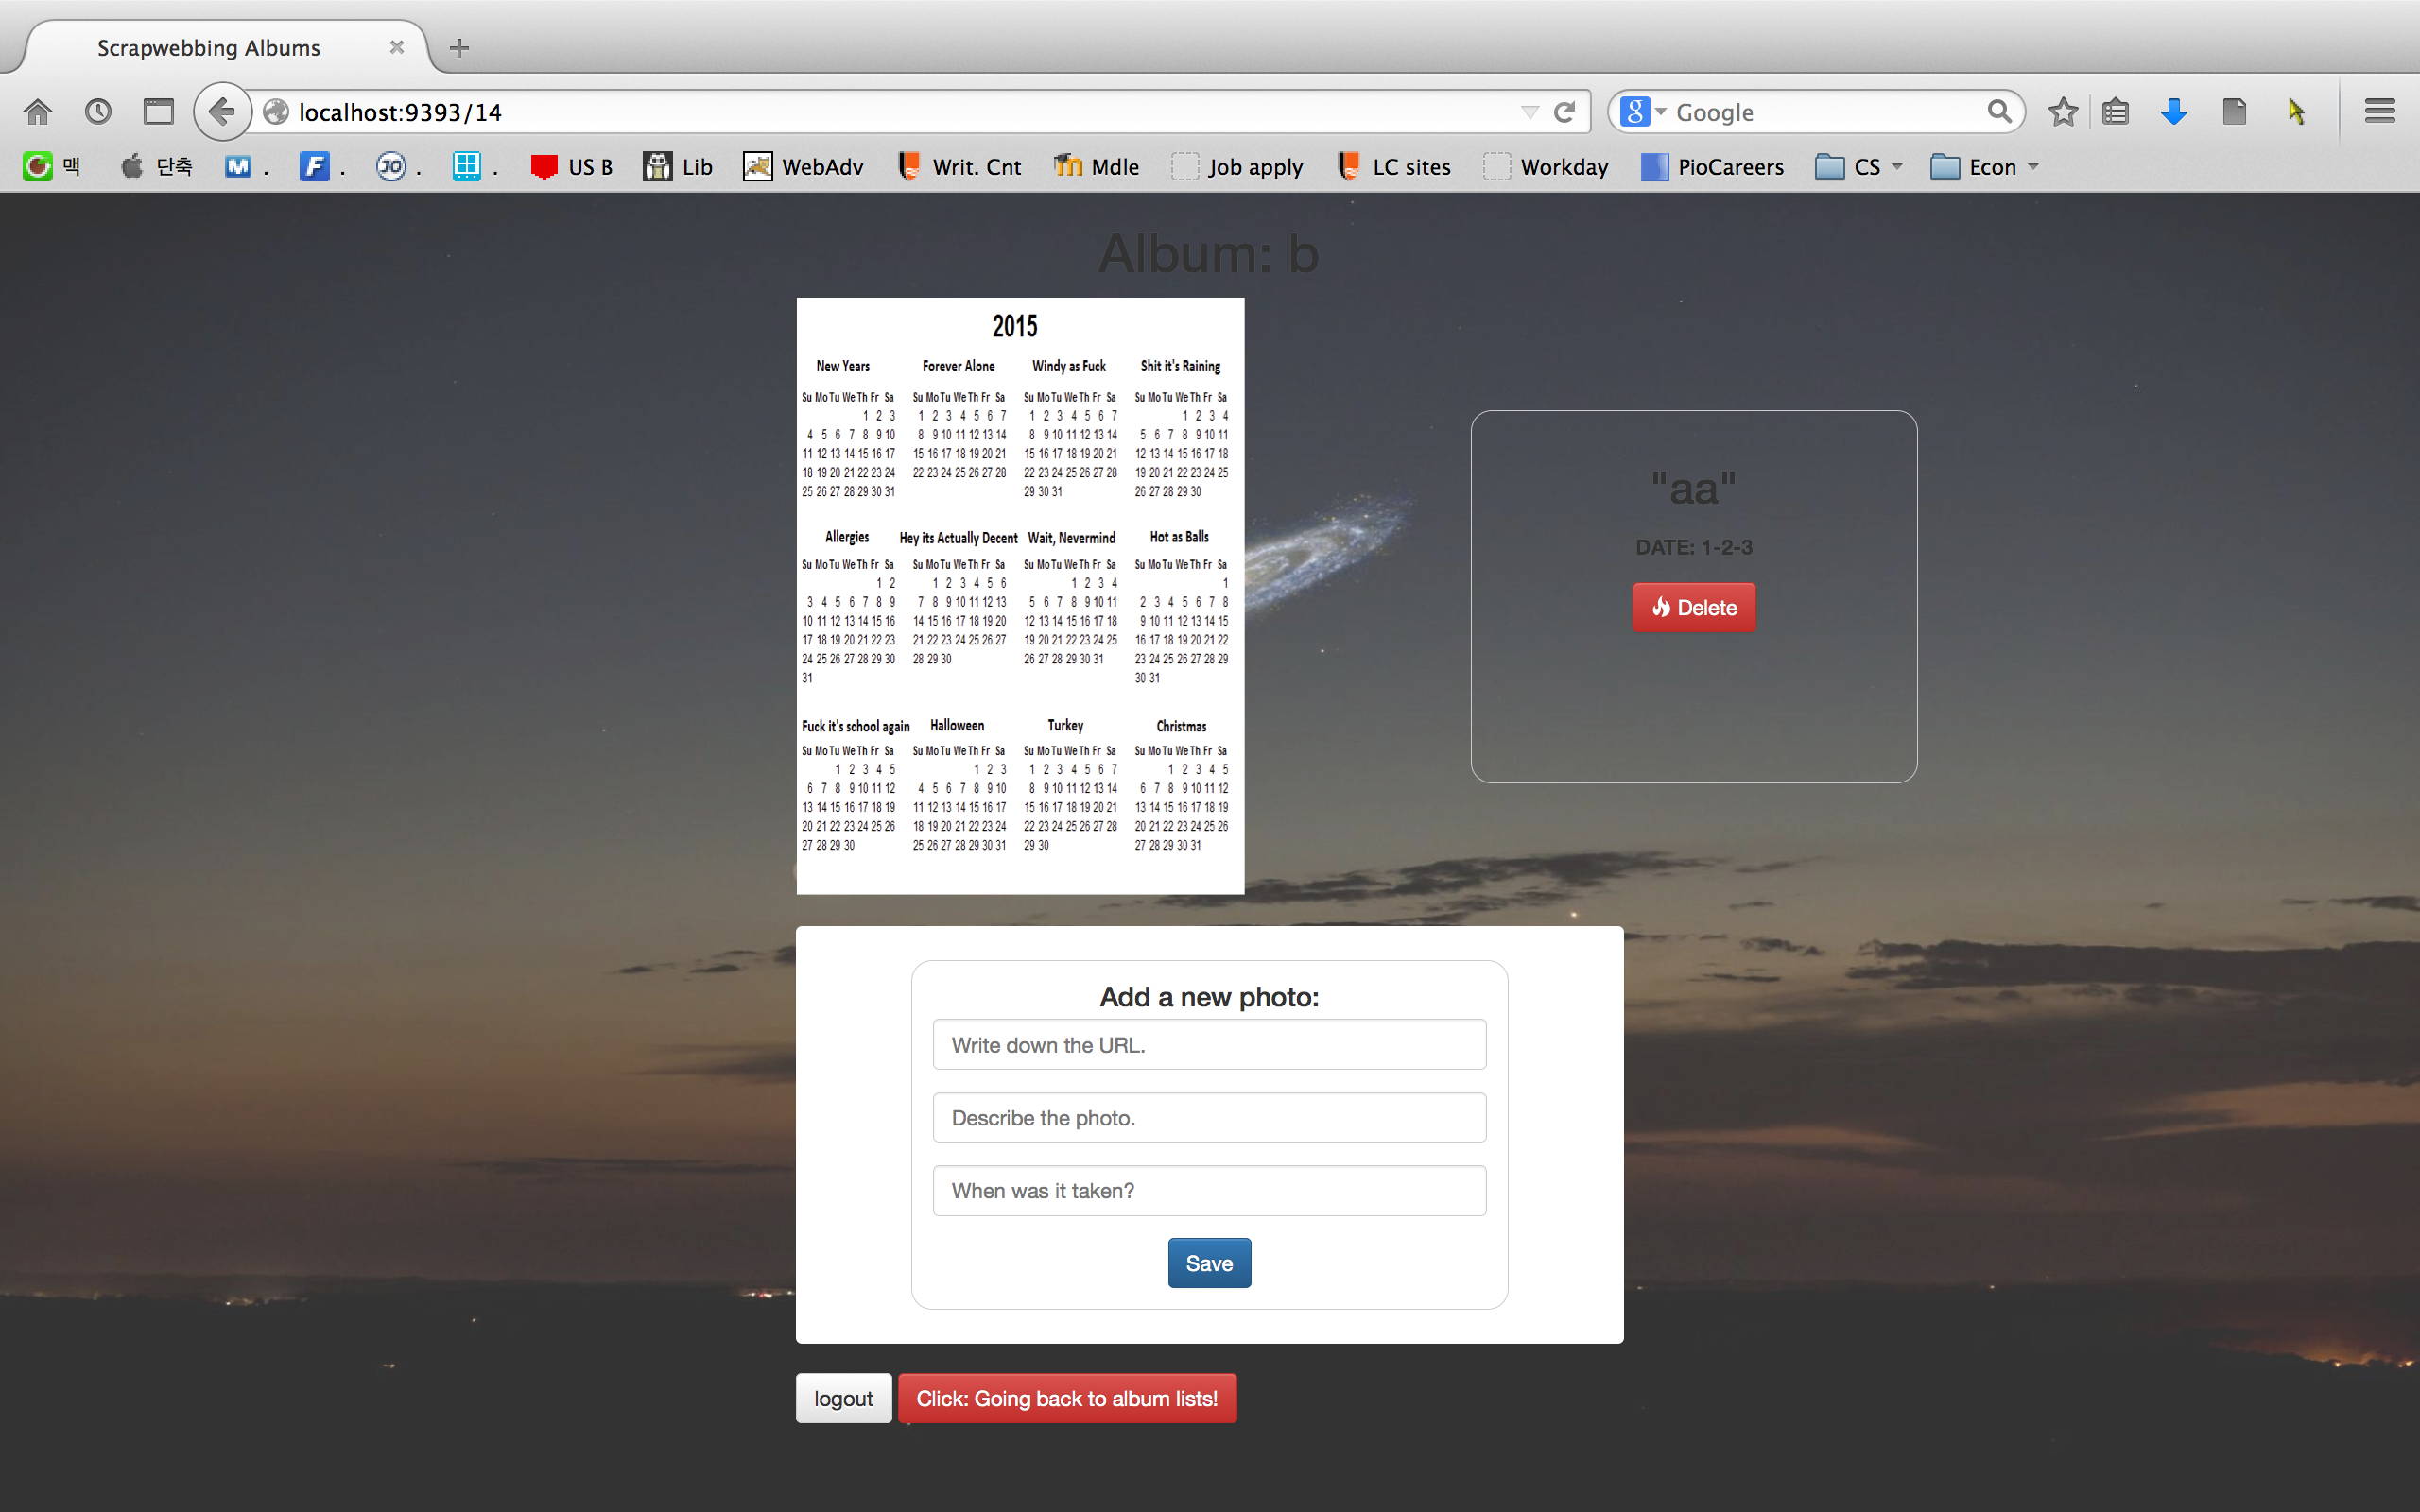 Scrapwebbing Albums
localhost:9393/14
Google
맥 단축 . . . . US B Lib WebAdv Writ. Cnt Mdle Job apply LC sites Workday PioCareers CS Econ
Album: b
2015
New Years Forever Alone Windy as Fuck Shit it's Raining
Su Mo Tu We Th Fr Sa Su Mo Tu We Th Fr Sa Su Mo Tu We Th Fr Sa Su Mo Tu We Th Fr Sa
1 2 3 1 2 3 4 5 6 7 1 2 3 4 5 6 7 1 2 3 4
4 5 6 7 8 9 10 8 9 10 11 12 13 14 8 9 10 11 12 13 14 5 6 7 8 9 10 11
11 12 13 14 15 16 17 15 16 17 18 19 20 21 15 16 17 18 19 20 21 12 13 14 15 16 17 18
18 19 20 21 22 23 24 22 23 24 25 26 27 28 22 23 24 25 26 27 28 19 20 21 22 23 24 25
25 26 27 28 29 30 31 29 30 31 26 27 28 29 30
Allergies Hey its Actually Decent Wait, Nevermind Hot as Balls
Su Mo Tu We Th Fr Sa Su Mo Tu We Th Fr Sa Su Mo Tu We Th Fr Sa Su Mo Tu We Th Fr Sa
1 2 1 2 3 4 5 6 1 2 3 4 1
3 4 5 6 7 8 9 7 8 9 10 11 12 13 5 6 7 8 9 10 11 2 3 4 5 6 7 8
10 11 12 13 14 15 16 14 15 16 17 18 19 20 12 13 14 15 16 17 18 9 10 11 12 13 14 15
17 18 19 20 21 22 23 21 22 23 24 25 26 27 19 20 21 22 23 24 25 16 17 18 19 20 21 22
24 25 26 27 28 29 30 28 29 30 26 27 28 29 30 31 23 24 25 26 27 28 29
31 30 31
Fuck it's school again Halloween Turkey Christmas
Su Mo Tu We Th Fr Sa Su Mo Tu We Th Fr Sa Su Mo Tu We Th Fr Sa Su Mo Tu We Th Fr Sa
1 2 3 4 5 1 2 3 1 2 3 4 5 6 7 1 2 3 4 5
6 7 8 9 10 11 12 4 5 6 7 8 9 10 8 9 10 11 12 13 14 6 7 8 9 10 11 12
13 14 15 16 17 18 19 11 12 13 14 15 16 17 15 16 17 18 19 20 21 13 14 15 16 17 18 19
20 21 22 23 24 25 26 18 19 20 21 22 23 24 22 23 24 25 26 27 28 20 21 22 23 24 25 26
27 28 29 30 25 26 27 28 29 30 31 29 30 27 28 29 30 31
"aa"
DATE: 1-2-3
Delete
Add a new photo:
Write down the URL.
Describe the photo.
When was it taken?
Save
logout Click: Going back to album lists!